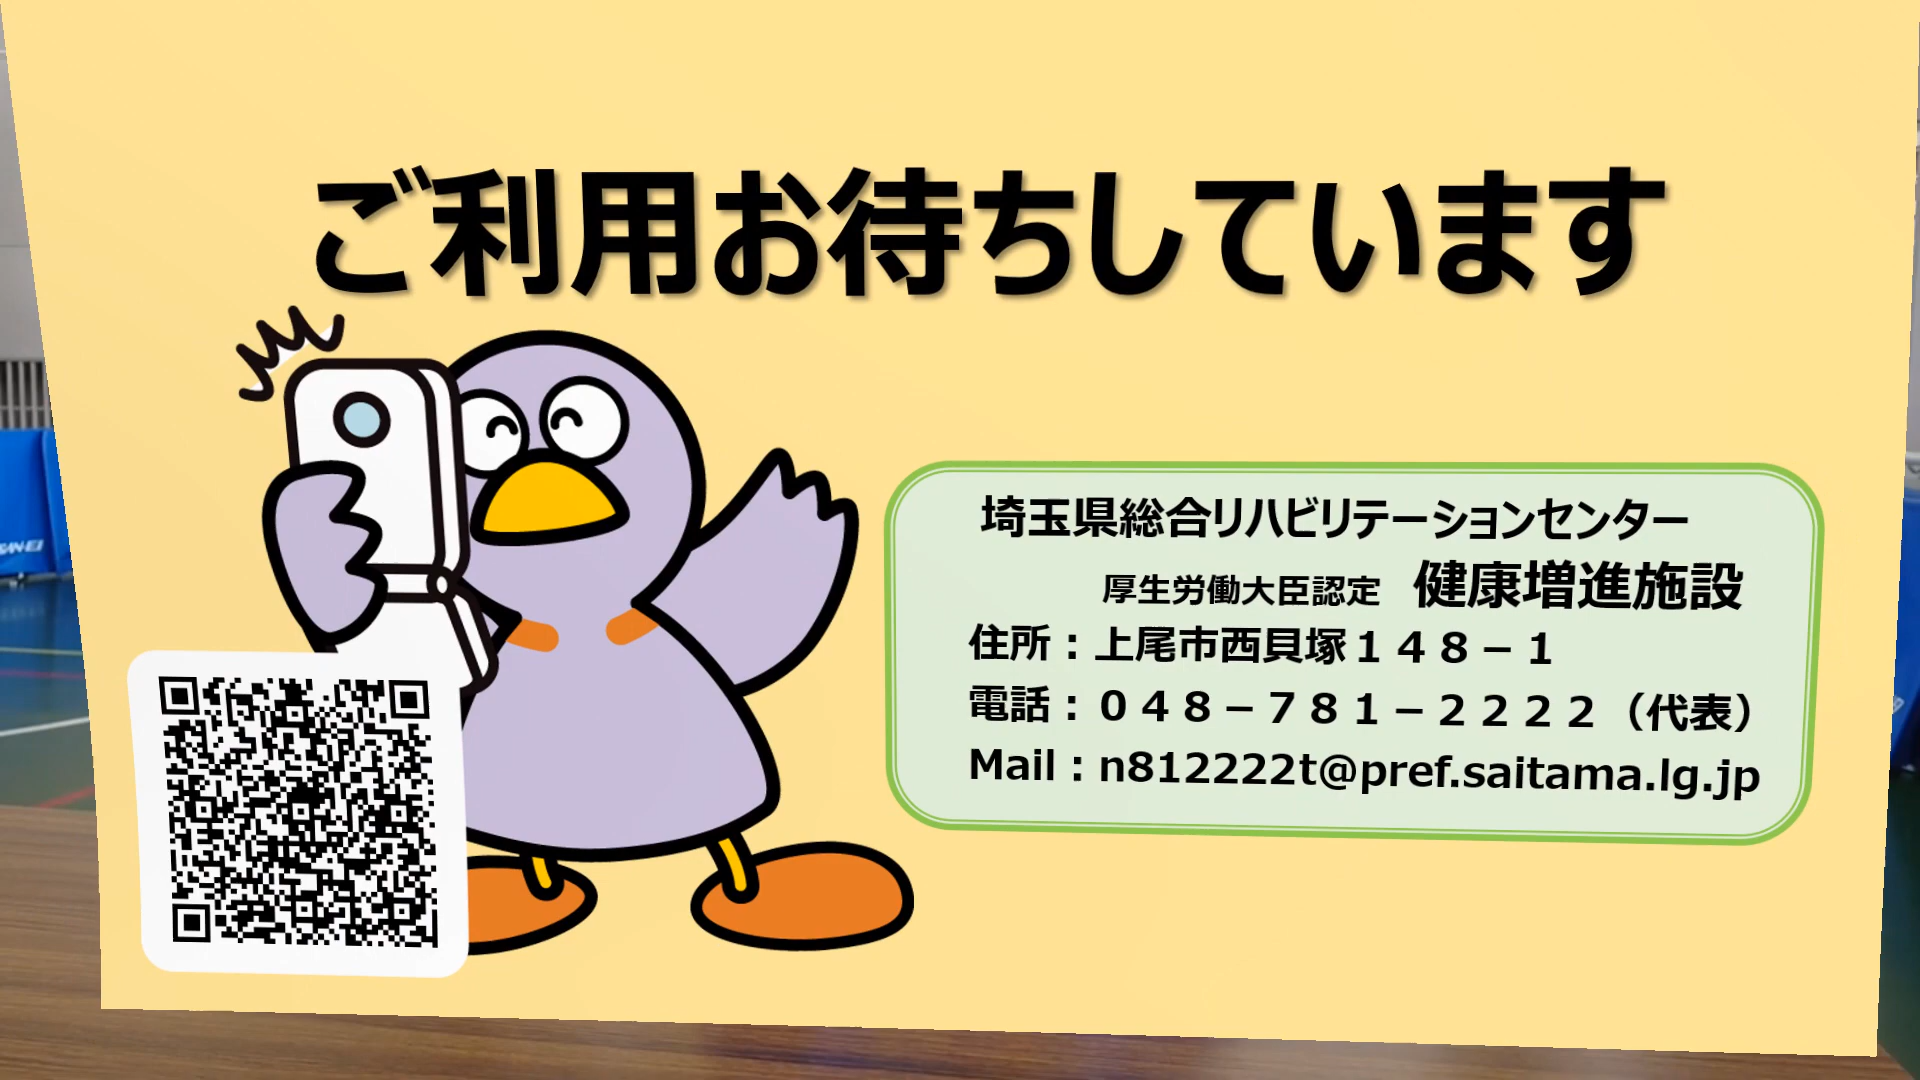 ご利用お待ちしています
埼玉県総合リハビリテーションセンター
厚生労働大臣認定 健康増進施設
住所：上尾市西貝塚１４８－１
電話：０４８－７８１－２２２２（代表）
Mail：n812222t@pref.saitama.lg.jp
SAN-EI